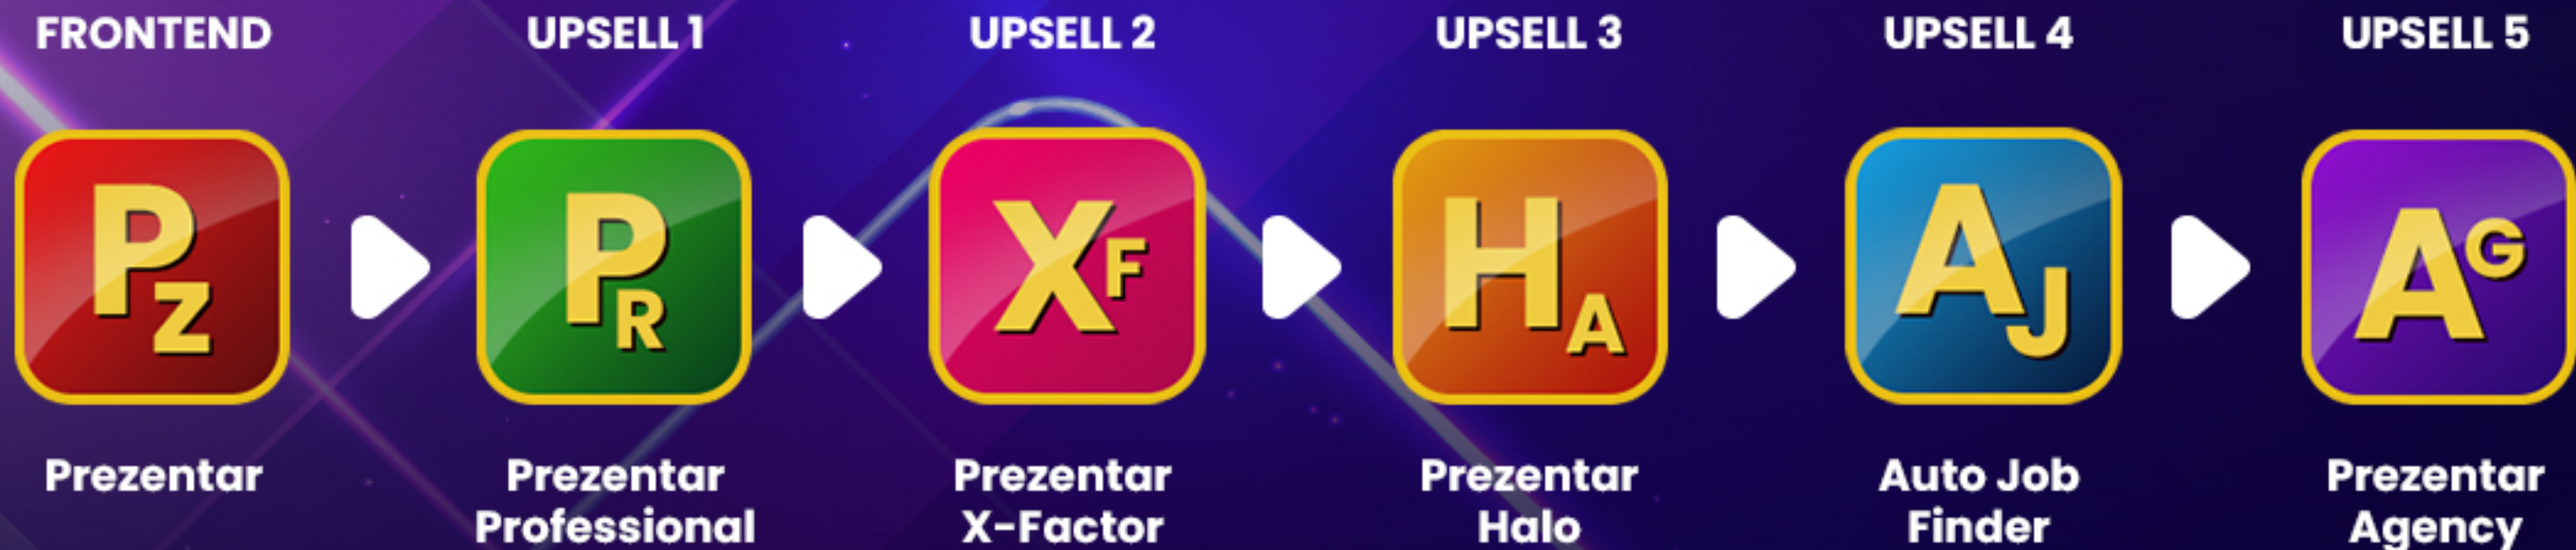 FRONTEND
UPSELL 1
UPSELL 2
UPSELL 3
UPSELL 4
UPSELL 5
PZ
PR
XF
HA
AJ
AG
Prezentar
Prezentar
Professional
Prezentar
X-Factor
Prezentar
Halo
Auto Job
Finder
Prezentar
Agency